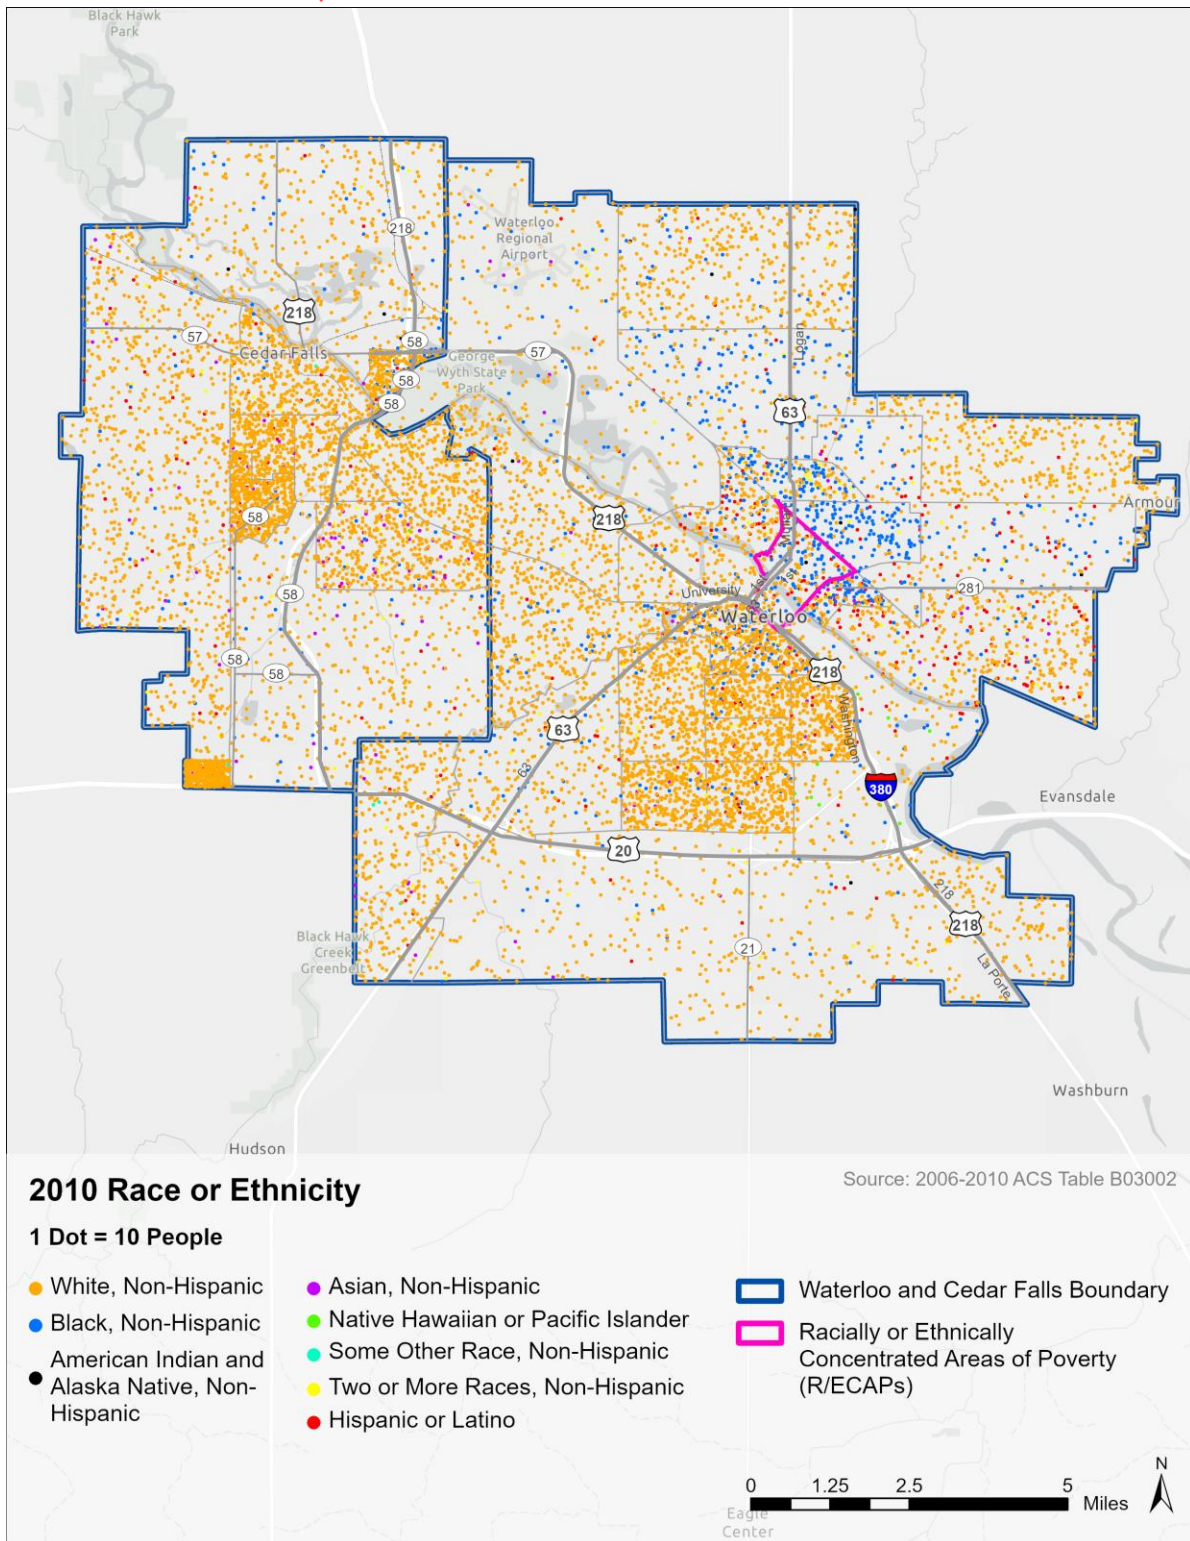 Black Hawk
Park
218
Waterloo
Regional
Airport
218
57
Cedar Falls
58
57
George
Wyth State
Park
58
58
Logan
63
58
218
Armour
Mullan
58
1st
1st
University
281
Waterloo
58
58
218
63
Washington
63
380
Evansdale
20
218
218
Black Hawk
Creek
Greenbelt
21
La Porte
Washburn
Hudson
2010 Race or Ethnicity
Source: 2006-2010 ACS Table B03002
1 Dot = 10 People
White, Non-Hispanic
Black, Non-Hispanic
American Indian and
Alaska Native, Non-
Hispanic
Asian, Non-Hispanic
Native Hawaiian or Pacific Islander
Some Other Race, Non-Hispanic
Two or More Races, Non-Hispanic
Hispanic or Latino
Waterloo and Cedar Falls Boundary
Racially or Ethnically
Concentrated Areas of Poverty
(R/ECAPs)
N
0 1.25 2.5 5
Miles
Eagle
Center